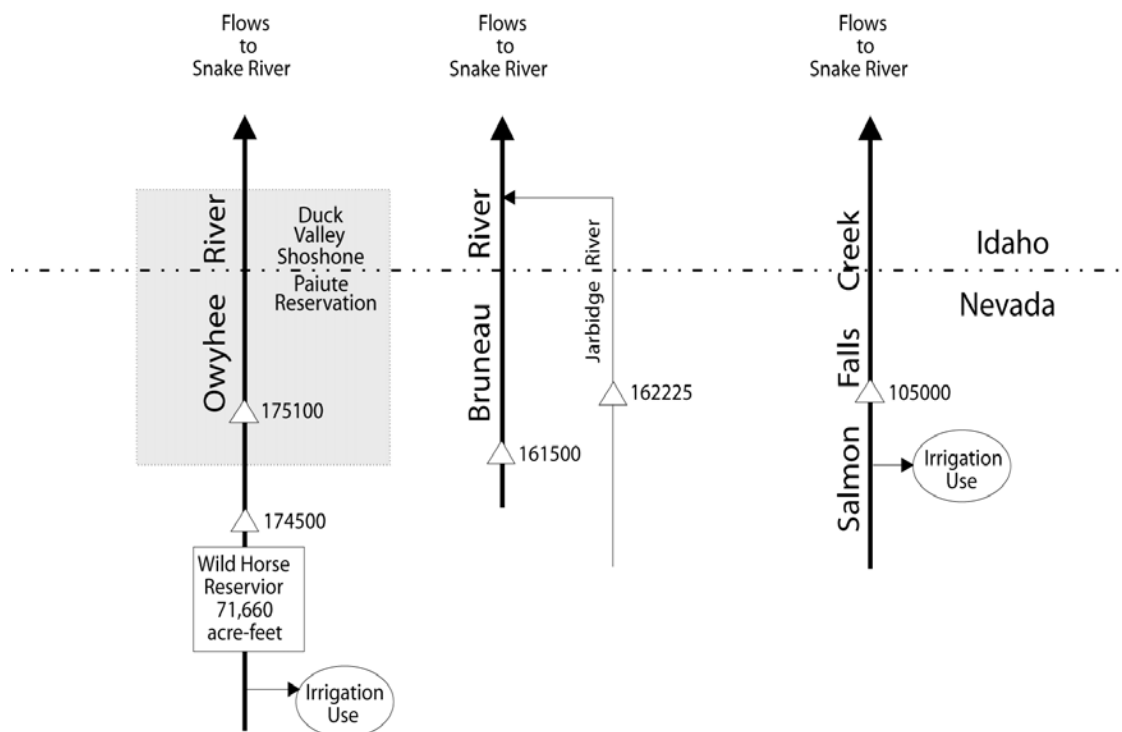 Flows
to
Snake River
Flows
to
Snake River
Flows
to
Snake River
Owyhee River
Duck
Valley
Shoshone
Paiute
Reservation
175100
174500
Wild Horse
Reservior
71,660
acre-feet
Irrigation
Use
Bruneau River
161500
Jarbidge River
162225
Salmon Falls Creek
105000
Irrigation
Use
Idaho
Nevada